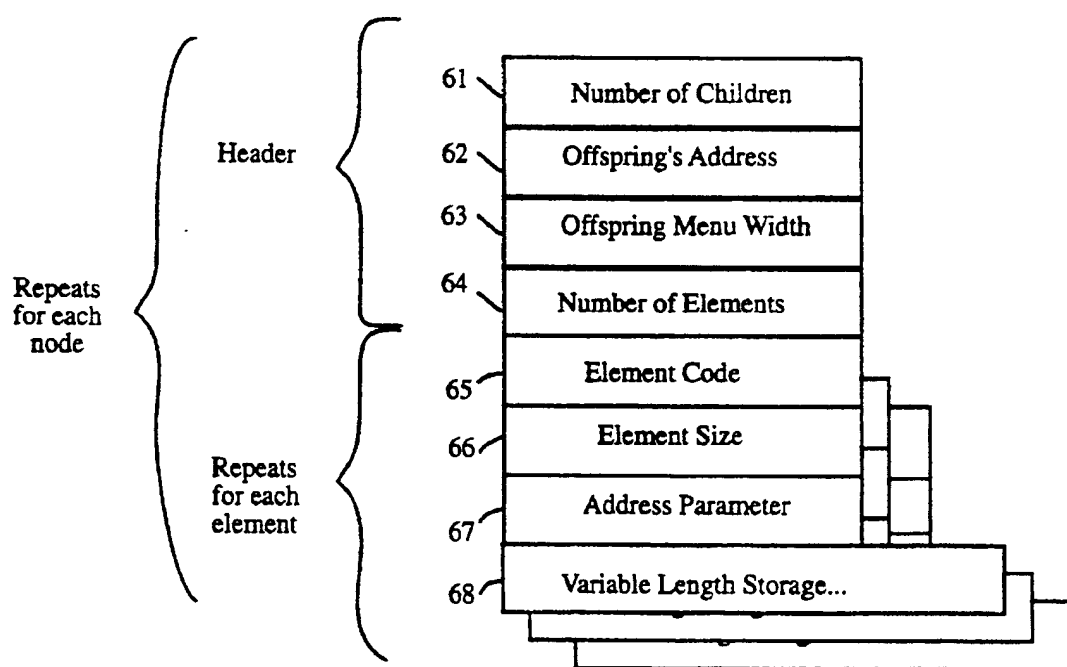 61
Number of Children
Header
62
Offspring's Address
63
Offspring Menu Width
64
Number of Elements
Repeats
for each
node
65
Element Code
66
Element Size
Repeats
for each
element
67
Address Parameter
68
Variable Length Storage...